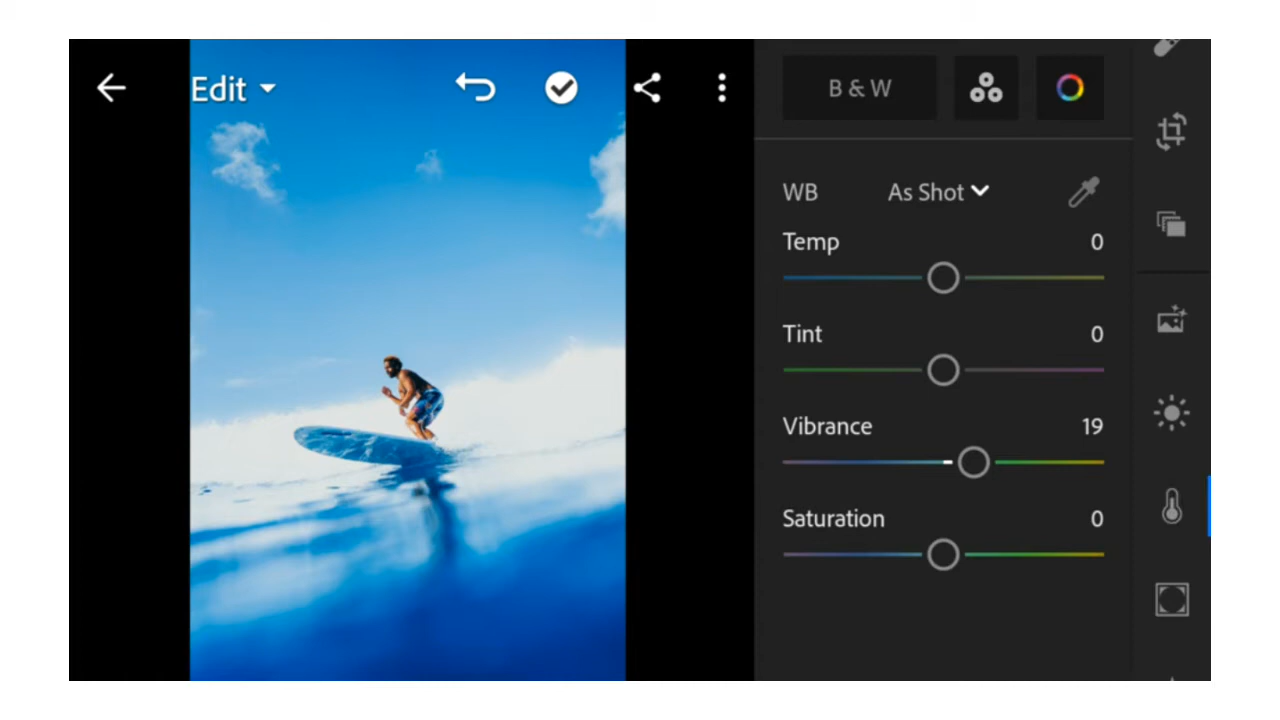 Edit
B & W
WB As Shot
Temp 0
Tint 0
Vibrance 19
Saturation 0